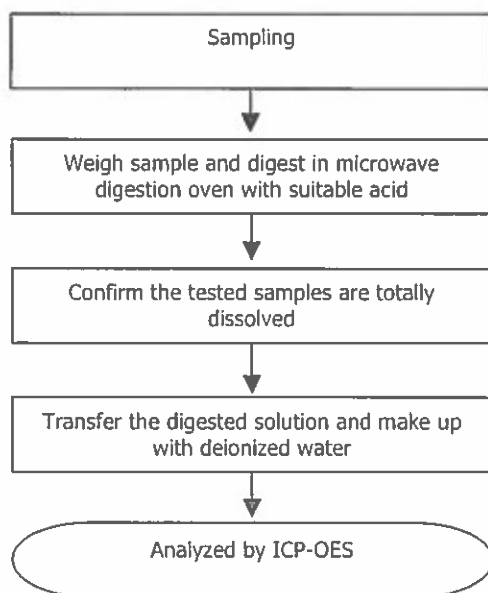 Sampling
Weigh sample and digest in microwave
digestion oven with suitable acid
Confirm the tested samples are totally
dissolved
Transfer the digested solution and make up
with deionized water
Analyzed by ICP-OES